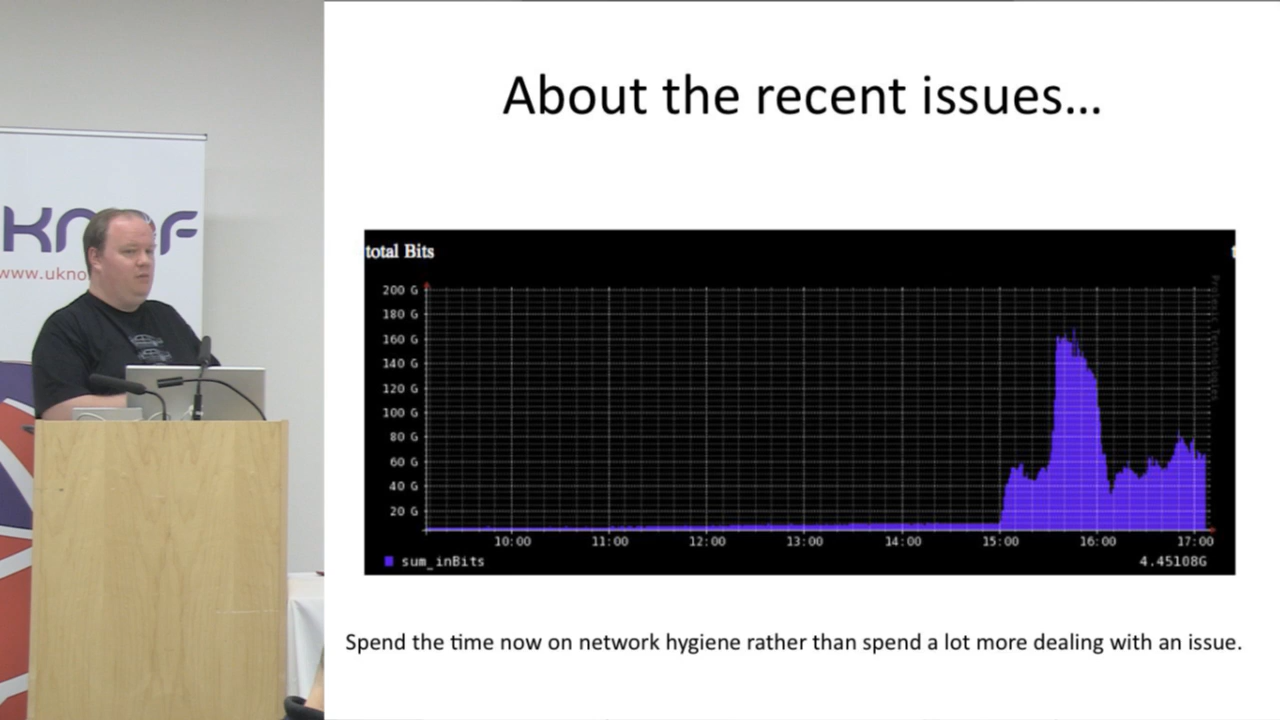 About the recent issues...
total Bits
200 G
180 G
160 G
140 G
120 G
100 G
80 G
60 G
40 G
20 G
10:00 11:00 12:00 13:00 14:00 15:00 16:00 17:00
sum_inBits 4.45108G
Spend the time now on network hygiene rather than spend a lot more dealing with an issue.
www.ukno